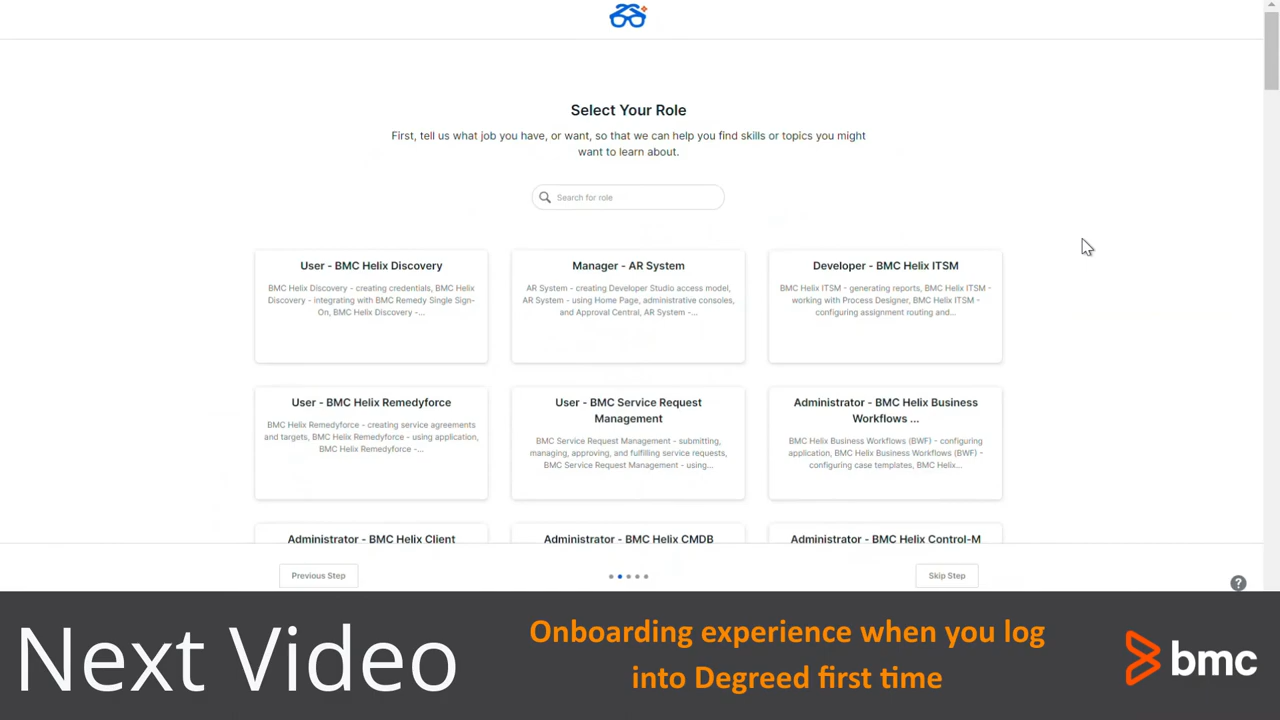 Select Your Role
First, tell us what job you have, or want, so that we can help you find skills or topics you might
want to learn about.
Search for role
User - BMC Helix Discovery
BMC Helix Discovery - creating credentials, BMC Helix
Discovery - integrating with BMC Remedy Single Sign-
On, BMC Helix Discovery -...
Manager - AR System
AR System - creating Developer Studio access model,
AR System - using Home Page, administrative consoles,
and Approval Central, AR System -...
Developer - BMC Helix ITSM
BMC Helix ITSM - generating reports, BMC Helix ITSM -
working with Process Designer, BMC Helix ITSM -
configuring assignment routing and...
User - BMC Helix Remedyforce
BMC Helix Remedyforce - creating service agreements
and targets, BMC Helix Remedyforce - using application,
BMC Helix Remedyforce -...
User - BMC Service Request
Management
BMC Service Request Management - submitting,
managing, approving, and fulfilling service requests,
BMC Service Request Management - using...
Administrator - BMC Helix Business
Workflows ...
BMC Helix Business Workflows (BWF) - configuring
application, BMC Helix Business Workflows (BWF) -
configuring case templates, BMC Helix...
Administrator - BMC Helix Client
Administrator - BMC Helix CMDB
Administrator - BMC Helix Control-M
Previous Step
Skip Step
?
Next Video
Onboarding experience when you log
into Degreed first time
bmc